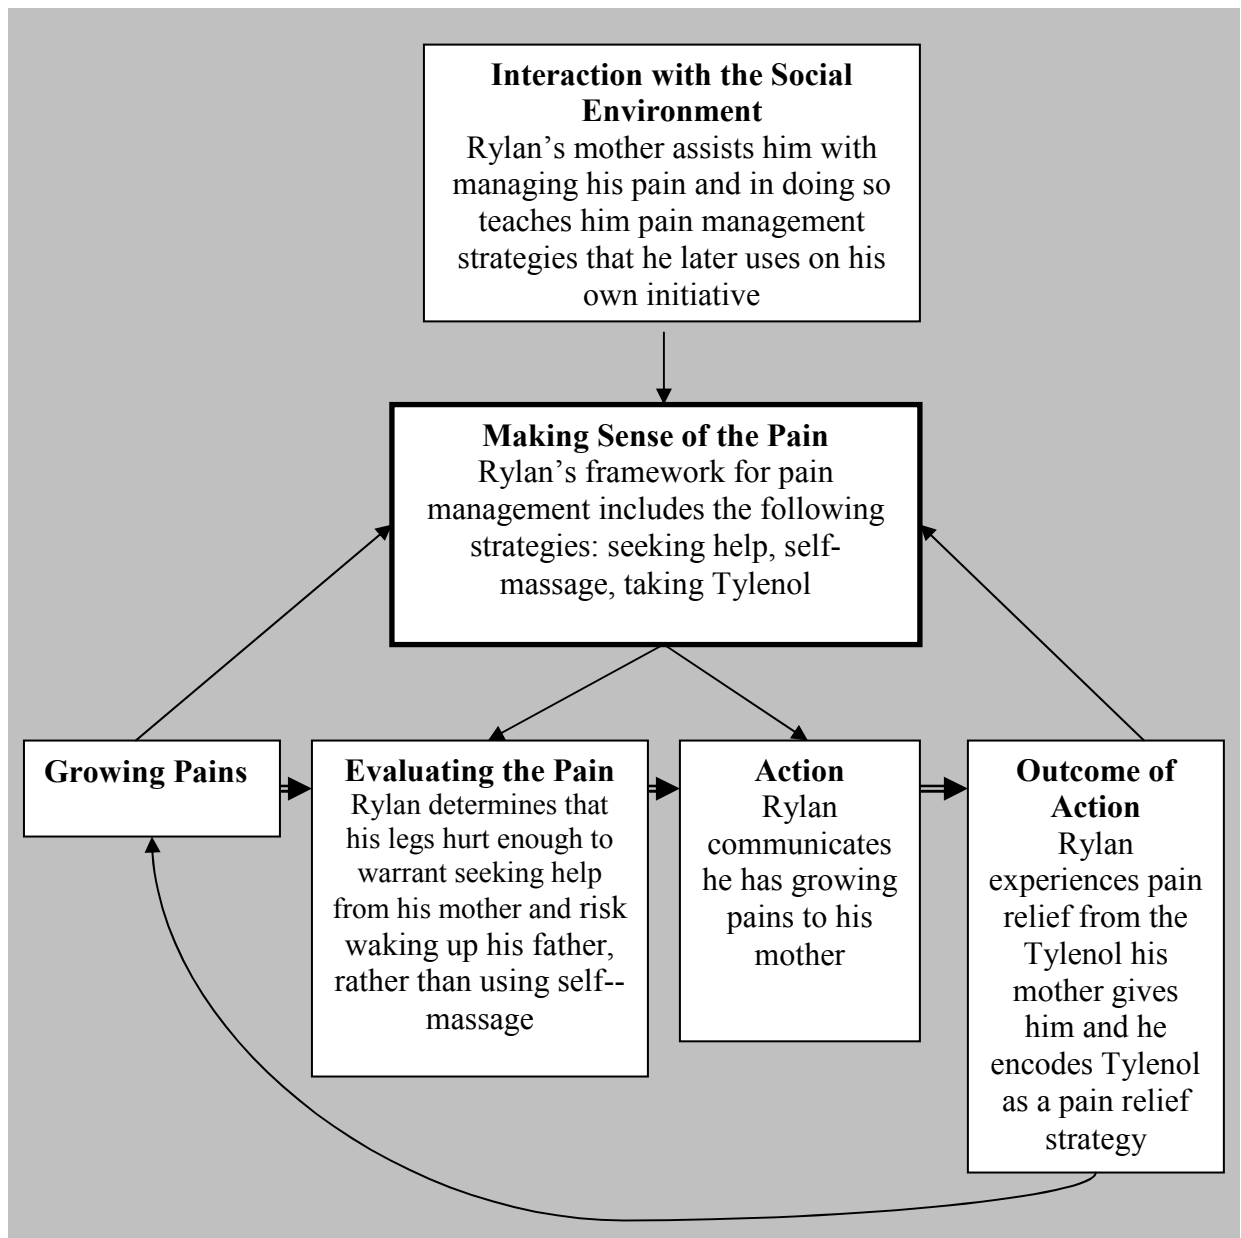 Interaction with the Social
Environment
Rylan’s mother assists him with
managing his pain and in doing so
teaches him pain management
strategies that he later uses on his
own initiative
Making Sense of the Pain
Rylan’s framework for pain
management includes the following
strategies: seeking help, self-
massage, taking Tylenol
Growing Pains
Evaluating the Pain
Rylan determines that
his legs hurt enough to
warrant seeking help
from his mother and risk
waking up his father,
rather than using self--
massage
Action
Rylan
communicates
he has growing
pains to his
mother
Outcome of
Action
Rylan
experiences pain
relief from the
Tylenol his
mother gives
him and he
encodes Tylenol
as a pain relief
strategy